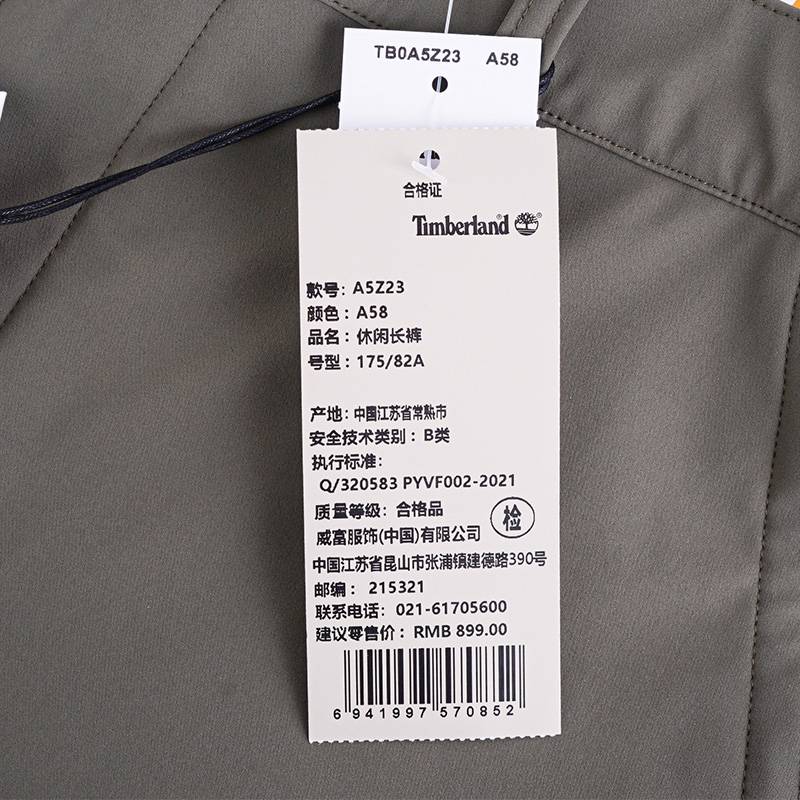 TB0A5Z23 A58
合格证
Timberland
款号: A5Z23
颜色: A58
品名: 休闲长裤
号型: 175/82A
产地: 中国江苏省常熟市
安全技术类别: B类
执行标准:
Q/320583 PYVF002-2021
质量等级: 合格品
检
威富服饰(中国)有限公司
中国江苏省昆山市张浦镇建德路390号
邮编: 215321
联系电话: 021-61705600
建议零售价: RMB 899.00
6 941997 570852